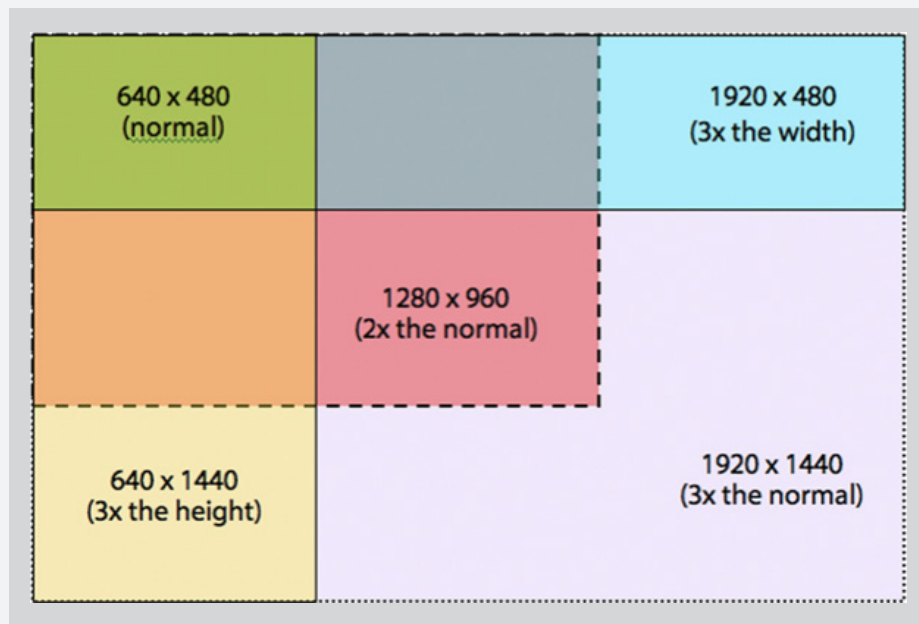 640 x 480
(normal)
1920 x 480
(3x the width)
1280 x 960
(2x the normal)
640 x 1440
(3x the height)
1920 x 1440
(3x the normal)